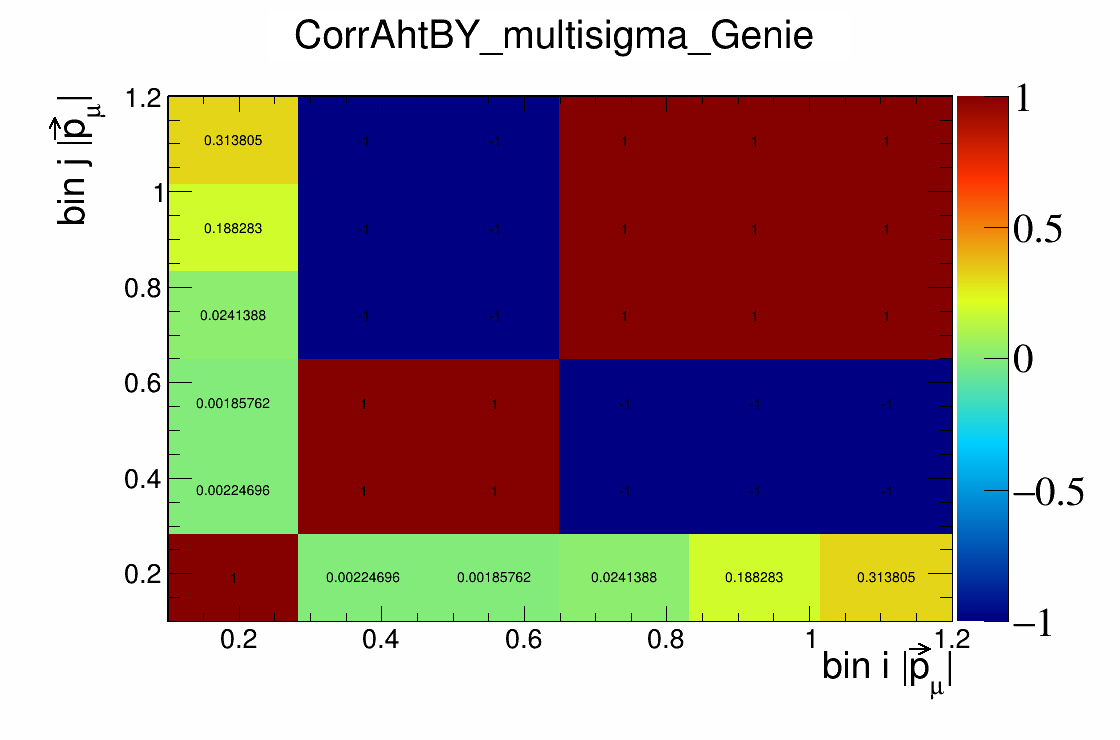 CorrAhtBY_multisigma_Genie
bin j |p⃗μ|
1.2
1
0.8
0.6
0.4
0.2
0.313805 -1 -1 1 1 1
0.188283 -1 -1 1 1 1
0.0241388 -1 -1 1 1 1
0.00185762 1 1 -1 -1 -1
0.00224696 1 1 -1 -1 -1
1 0.00224696 0.00185762 0.0241388 0.188283 0.313805
0.2 0.4 0.6 0.8 1 1.2
bin i |p⃗μ|
1
0.5
0
−0.5
−1